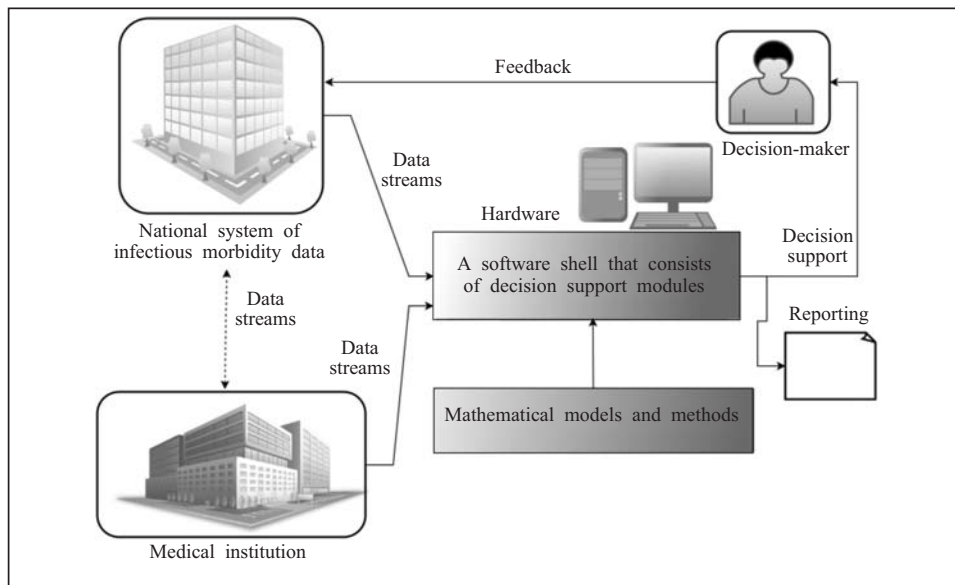 Feedback
Decision-maker
Data
streams
Hardware
National system of
infectious morbidity data
A software shell that consists
of decision support modules
Decision
support
Data
streams
Reporting
Data
streams
Mathematical models and methods
Medical institution